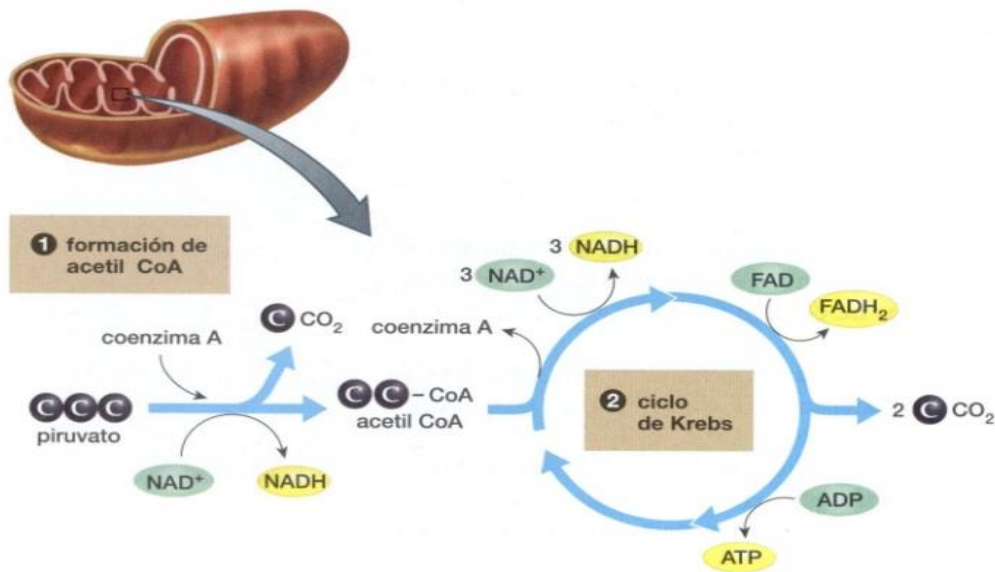 1 formación de
acetil CoA
coenzima A
C CO₂
CCC
piruvato
NAD⁺
NADH
CC – CoA
acetil CoA
coenzima A
3 NAD⁺
3 NADH
FAD
FADH₂
2 ciclo
de Krebs
2 C CO₂
ADP
ATP